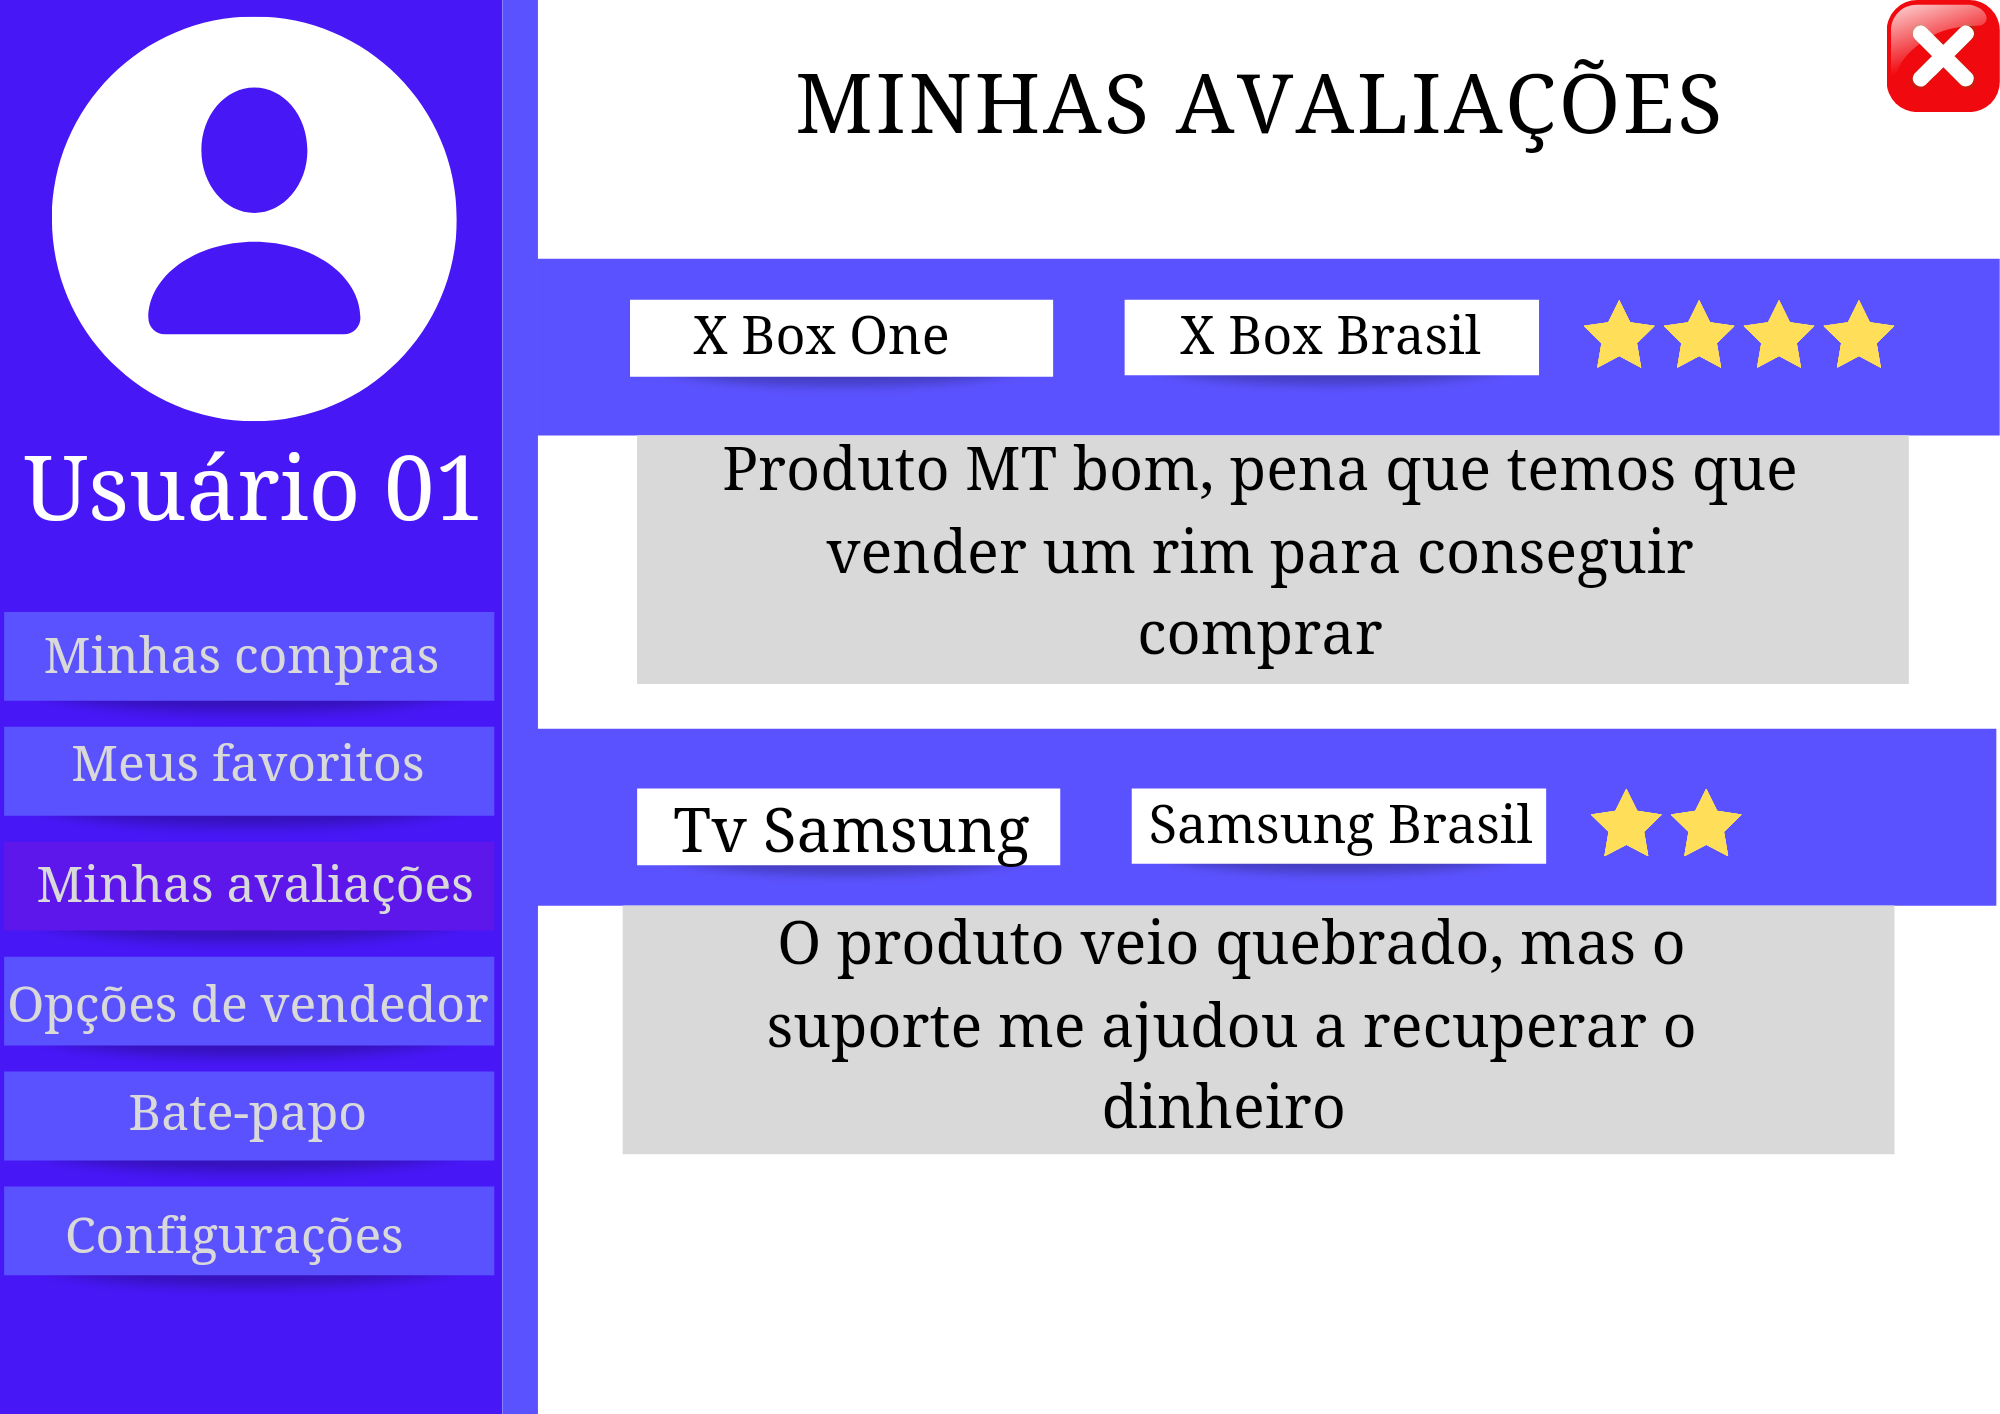 Usuário 01
Minhas compras
Meus favoritos
Minhas avaliações
Opções de vendedor
Bate-papo
Configurações
MINHAS AVALIAÇÕES
X Box One
X Box Brasil
Produto MT bom, pena que temos que
vender um rim para conseguir
comprar
Tv Samsung
Samsung Brasil
O produto veio quebrado, mas o
suporte me ajudou a recuperar o
dinheiro